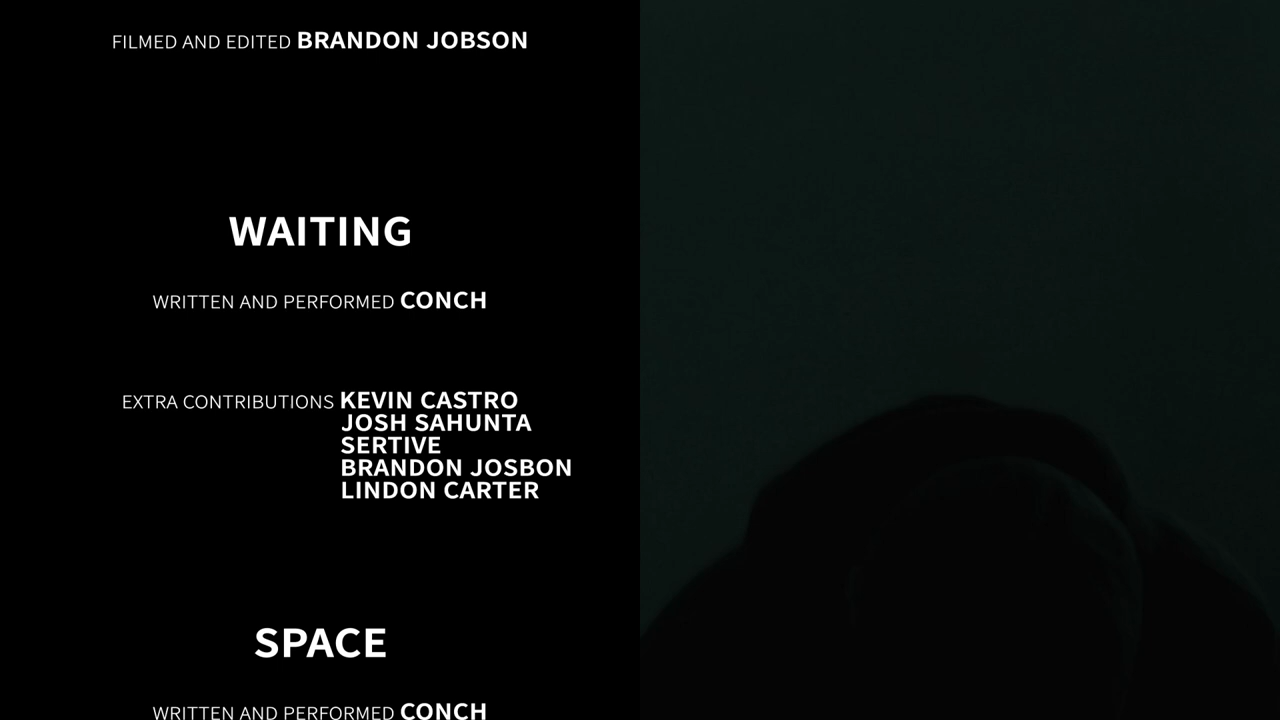 FILMED AND EDITED BRANDON JOBSON
WAITING
WRITTEN AND PERFORMED CONCH
EXTRA CONTRIBUTIONS KEVIN CASTRO
JOSH SAHUNTA
SERTIVE
BRANDON JOSBON
LINDON CARTER
SPACE
WRITTEN AND PERFORMED CONCH